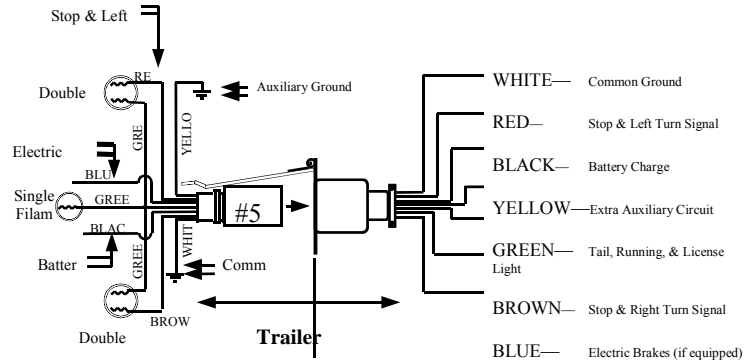 Stop & Left
RE
Double
Auxiliary Ground
GRE
YELLO
Electric
BLU
Single
Filam
GREE
BLAC
Batter
GREE
WHIT
#5
Comm
Double
BROW
Trailer
WHITE— Common Ground
RED— Stop & Left Turn Signal
BLACK— Battery Charge
YELLOW—Extra Auxiliary Circuit
GREEN— Tail, Running, & License
Light
BROWN— Stop & Right Turn Signal
BLUE— Electric Brakes (if equipped)